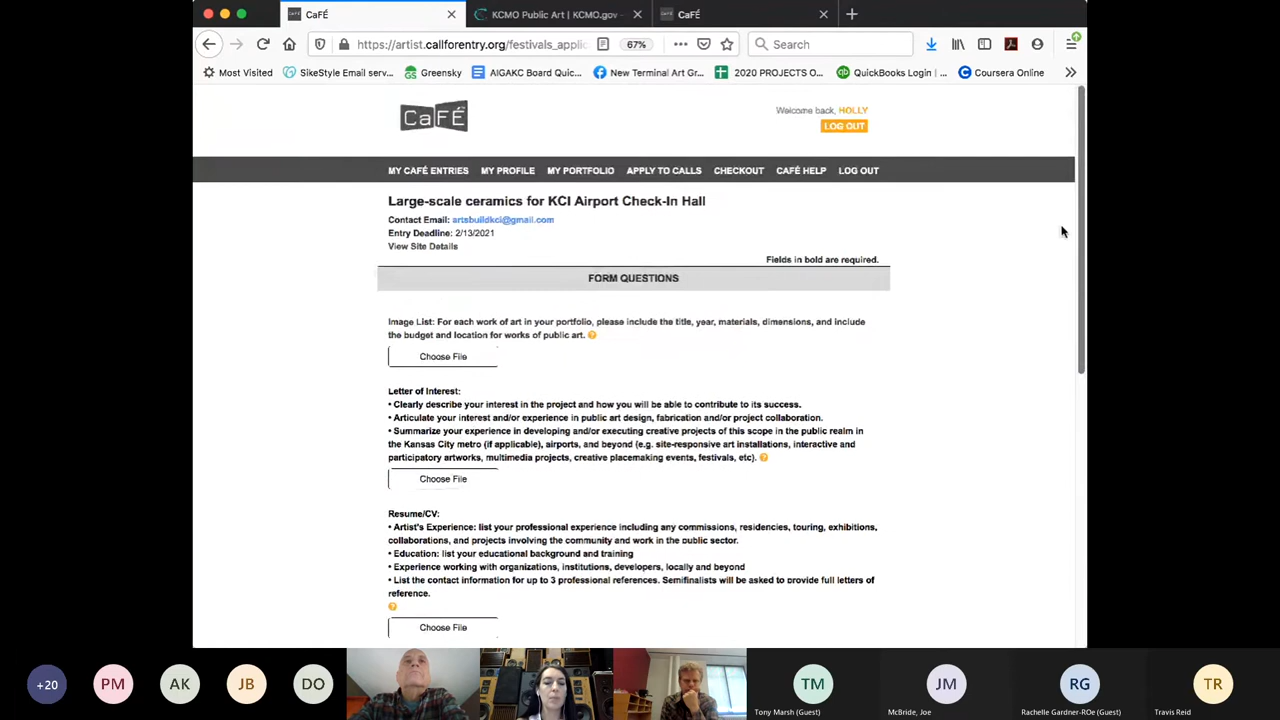 CaFÉ
KCMO Public Art | KCMO.gov
CaFÉ
https://artist.callforentry.org/festivals_applic
67%
Search
Most Visited
SikeStyle Email serv...
Greensky
AIGAKC Board Quic...
New Terminal Art Gr...
2020 PROJECTS O...
QuickBooks Login | ...
Coursera Online
CaFÉ
Welcome back, HOLLY
LOG OUT
MY CAFÉ ENTRIES MY PROFILE MY PORTFOLIO APPLY TO CALLS CHECKOUT CAFÉ HELP LOG OUT
Large-scale ceramics for KCI Airport Check-In Hall
Contact Email: artsbuildkci@gmail.com
Entry Deadline: 2/13/2021
View Site Details
Fields in bold are required.
FORM QUESTIONS
Image List: For each work of art in your portfolio, please include the title, year, materials, dimensions, and include
the budget and location for works of public art.
Choose File
Letter of Interest:
• Clearly describe your interest in the project and how you will be able to contribute to its success.
• Articulate your interest and/or experience in public art design, fabrication and/or project collaboration.
• Summarize your experience in developing and/or executing creative projects of this scope in the public realm in
the Kansas City metro (if applicable), airports, and beyond (e.g. site-responsive art installations, interactive and
participatory artworks, multimedia projects, creative placemaking events, festivals, etc).
Choose File
Resume/CV:
• Artist's Experience: list your professional experience including any commissions, residencies, touring, exhibitions,
collaborations, and projects involving the community and work in the public sector.
• Education: list your educational background and training
• Experience working with organizations, institutions, developers, locally and beyond
• List the contact information for up to 3 professional references. Semifinalists will be asked to provide full letters of
reference.
Choose File
+20
PM
AK
JB
DO
TM
JM
RG
TR
Tony Marsh (Guest)
McBride, Joe
Rachelle Gardner-ROe (Guest)
Travis Reid